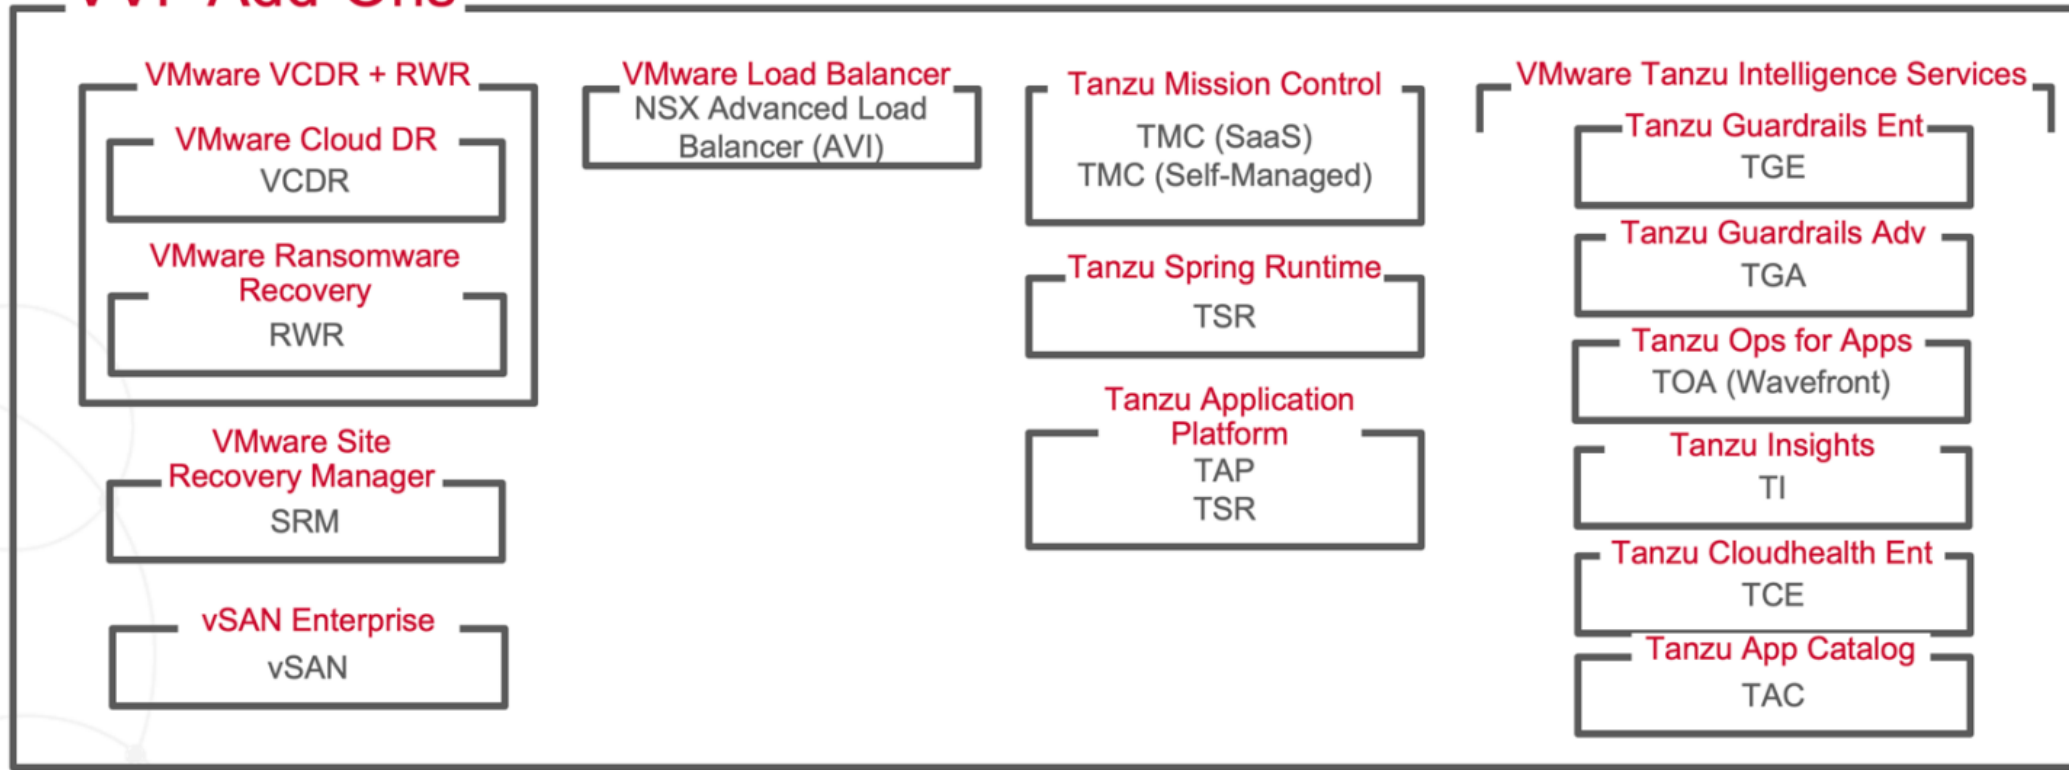 Add-Ons
VMware VCDR + RWR
VMware Cloud DR
VCDR
VMware Ransomware
Recovery
RWR
VMware Site
Recovery Manager
SRM
vSAN Enterprise
vSAN
VMware Load Balancer
NSX Advanced Load
Balancer (AVI)
Tanzu Mission Control
TMC (SaaS)
TMC (Self-Managed)
Tanzu Spring Runtime
TSR
Tanzu Application
Platform
TAP
TSR
VMware Tanzu Intelligence Services
Tanzu Guardrails Ent
TGE
Tanzu Guardrails Adv
TGA
Tanzu Ops for Apps
TOA (Wavefront)
Tanzu Insights
TI
Tanzu Cloudhealth Ent
TCE
Tanzu App Catalog
TAC